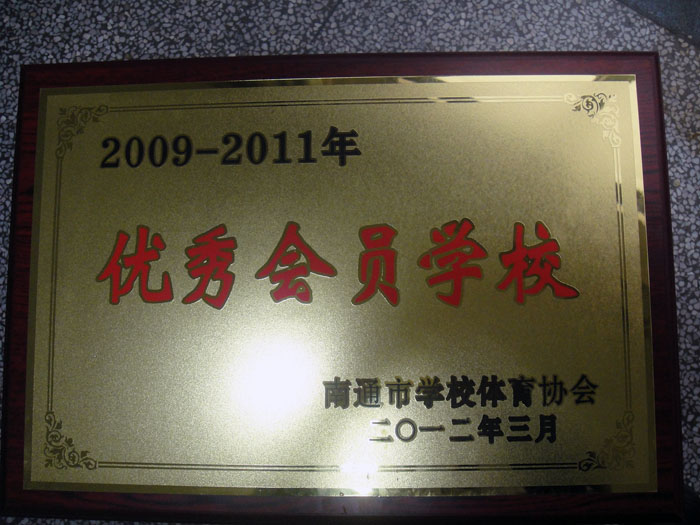 2009-2011年
优秀会员学校
南通市学校体育协会
二〇一二年三月